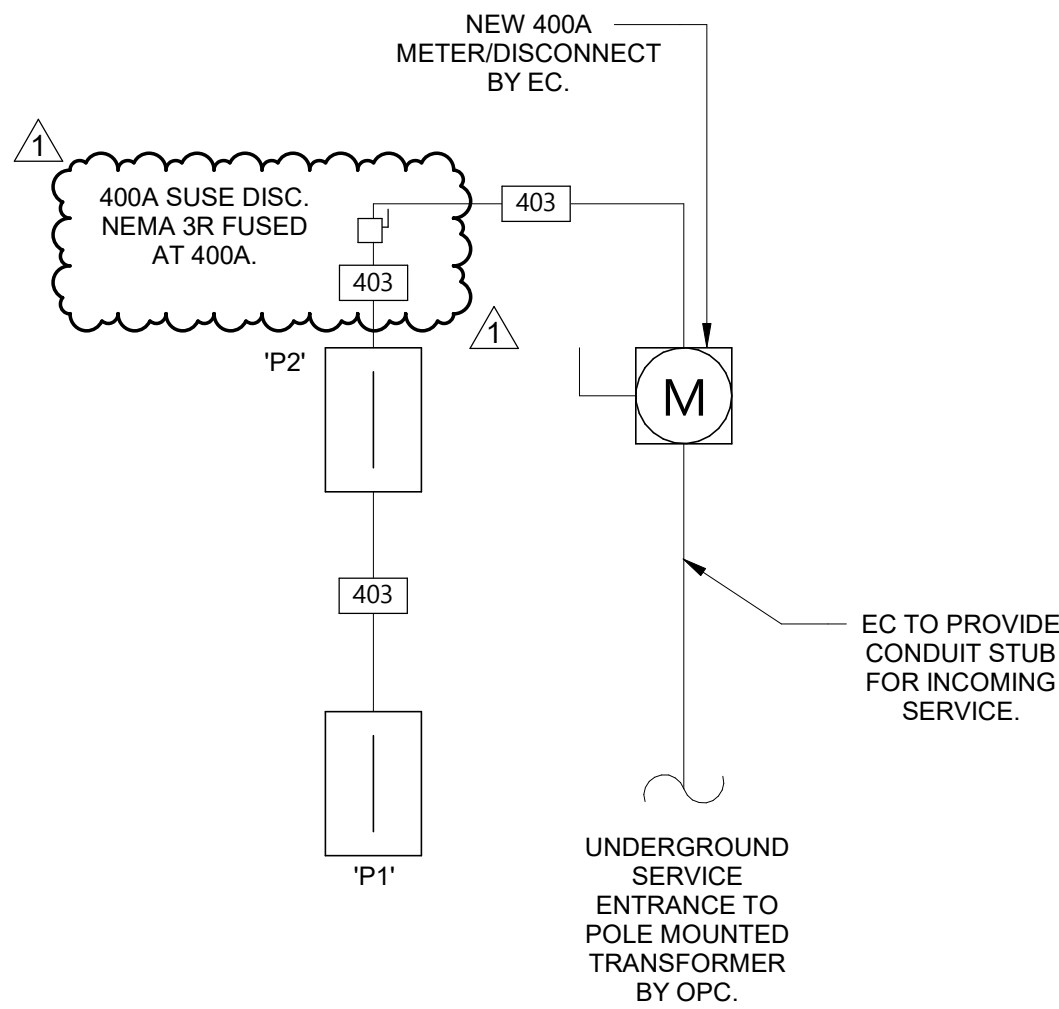 NEW 400A
METER/DISCONNECT
BY EC.
1
400A SUSE DISC.
NEMA 3R FUSED
AT 400A.
403
403
1
'P2'
M
403
EC TO PROVIDE
CONDUIT STUB
FOR INCOMING
SERVICE.
'P1'
UNDERGROUND
SERVICE
ENTRANCE TO
POLE MOUNTED
TRANSFORMER
BY OPC.